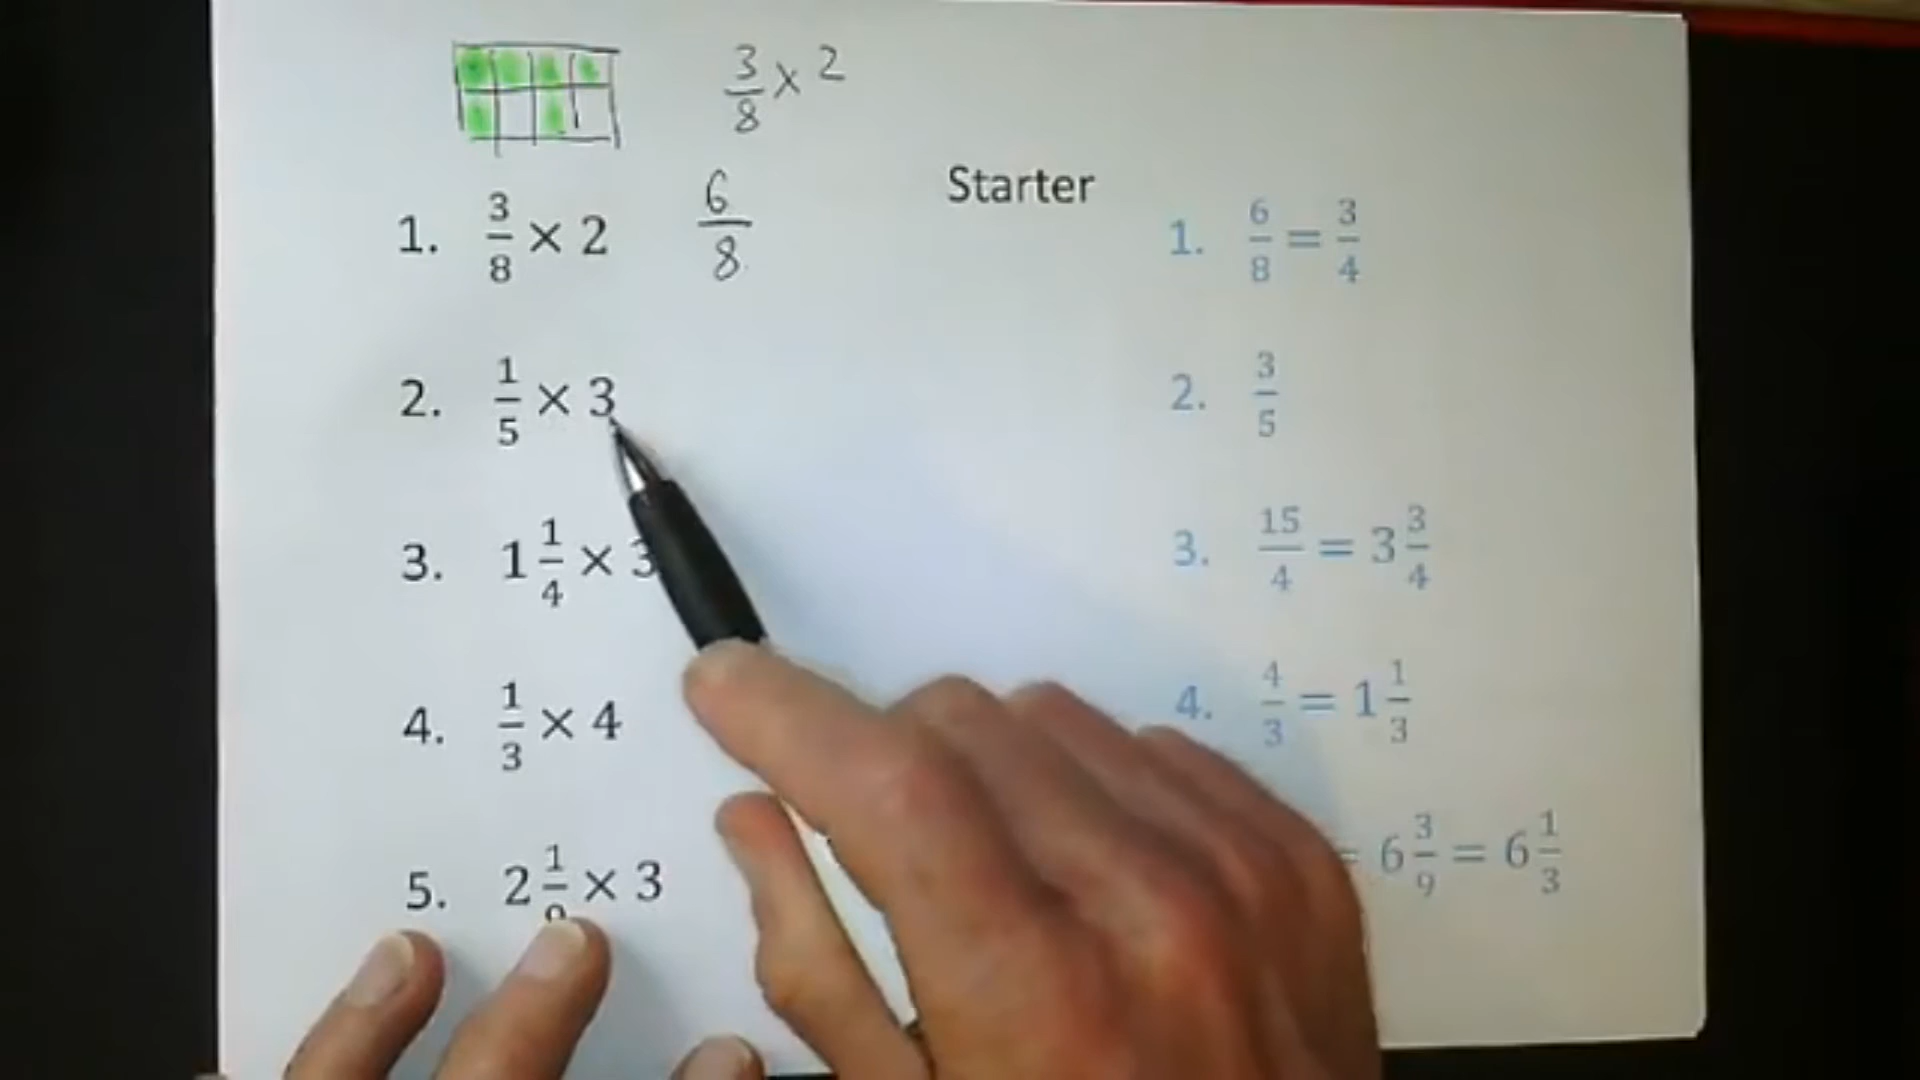 3/8 × 2
Starter
1. 3/8 × 2
6/8
1. 6/8 = 3/4
2. 1/5 × 3
2. 3/5
3. 1 1/4 × 3
3. 15/4 = 3 3/4
4. 1/3 × 4
4. 4/3 = 1 1/3
5. 2 1/9 × 3
= 6 3/9 = 6 1/3